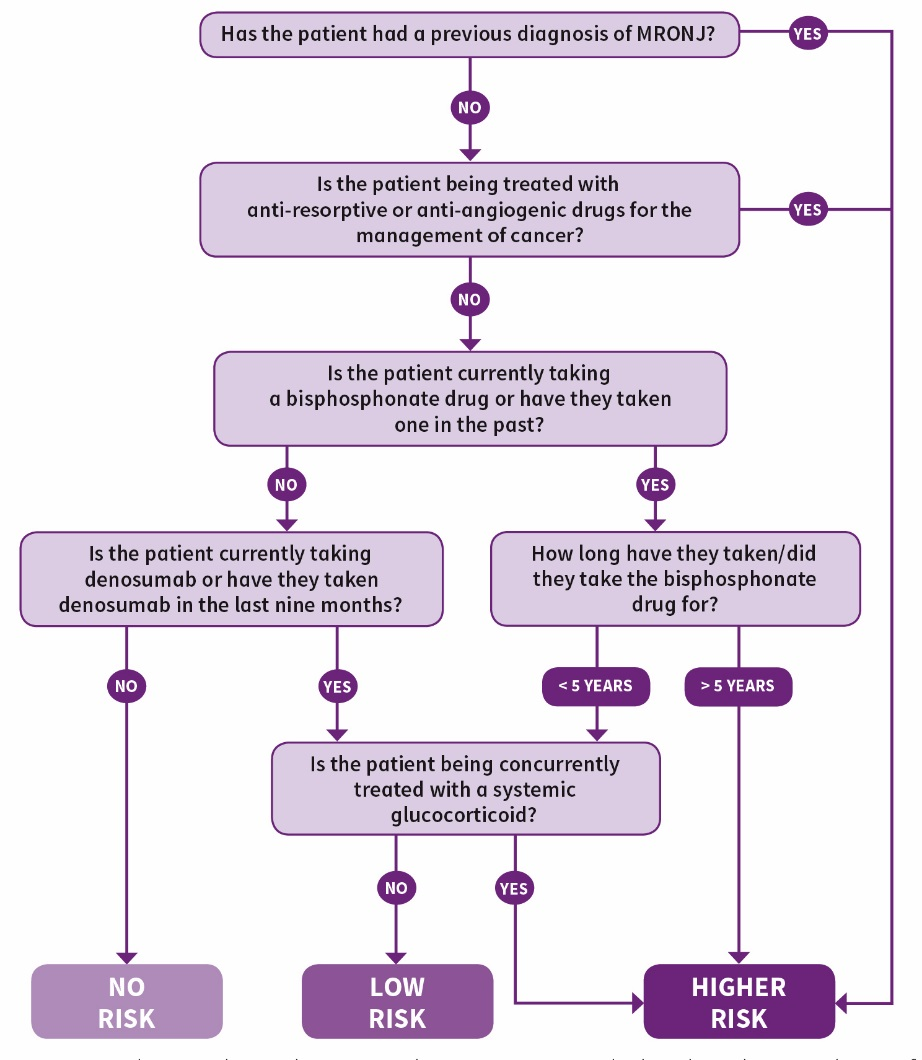 Has the patient had a previous diagnosis of MRONJ?
YES
NO
Is the patient being treated with
anti-resorptive or anti-angiogenic drugs for the
management of cancer?
YES
NO
Is the patient currently taking
a bisphosphonate drug or have they taken
one in the past?
NO
YES
Is the patient currently taking
denosumab or have they taken
denosumab in the last nine months?
How long have they taken/did
they take the bisphosphonate
drug for?
NO
YES
< 5 YEARS
> 5 YEARS
Is the patient being concurrently
treated with a systemic
glucocorticoid?
NO
YES
NO
RISK
LOW
RISK
HIGHER
RISK